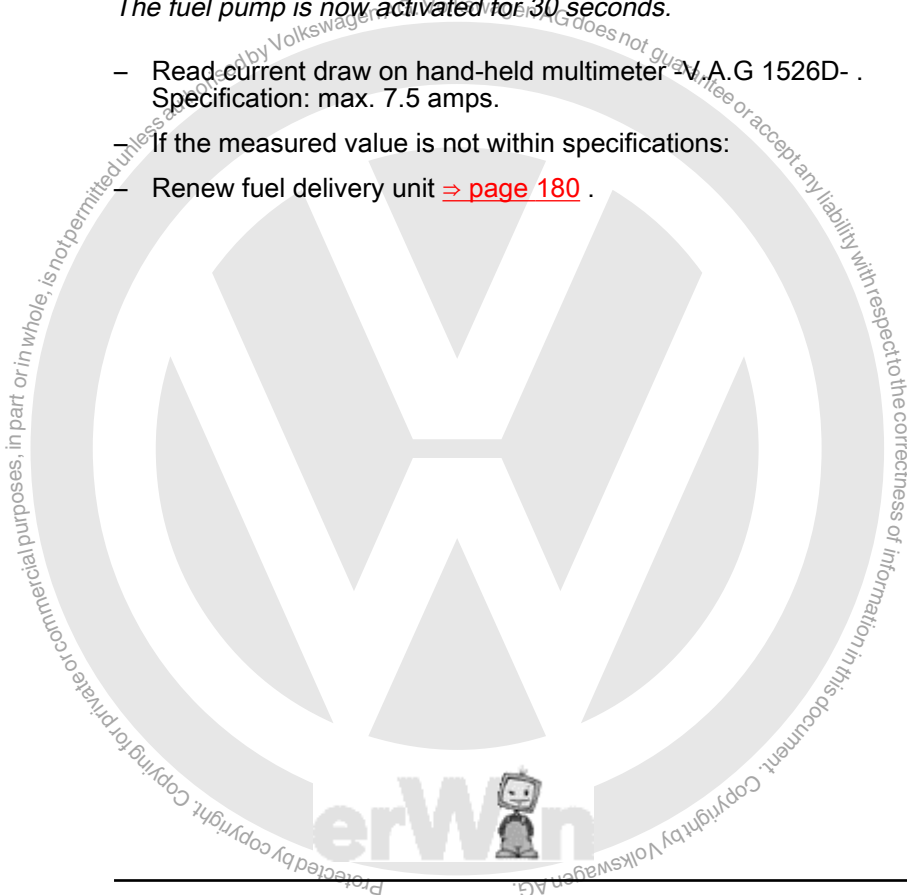 The fuel pump is now activated for 30 seconds.
– Read current draw on hand-held multimeter -V.A.G 1526D- .
Specification: max. 7.5 amps.
– If the measured value is not within specifications:
– Renew fuel delivery unit ⇒ page 180 .
Protected by copyright. Copying for private or commercial purposes, in part or in whole, is not permitted unless authorised by Volkswagen AG. Volkswagen AG does not guarantee or accept any liability with respect to the correctness of information in this document. Copyright by Volkswagen AG.
erWin